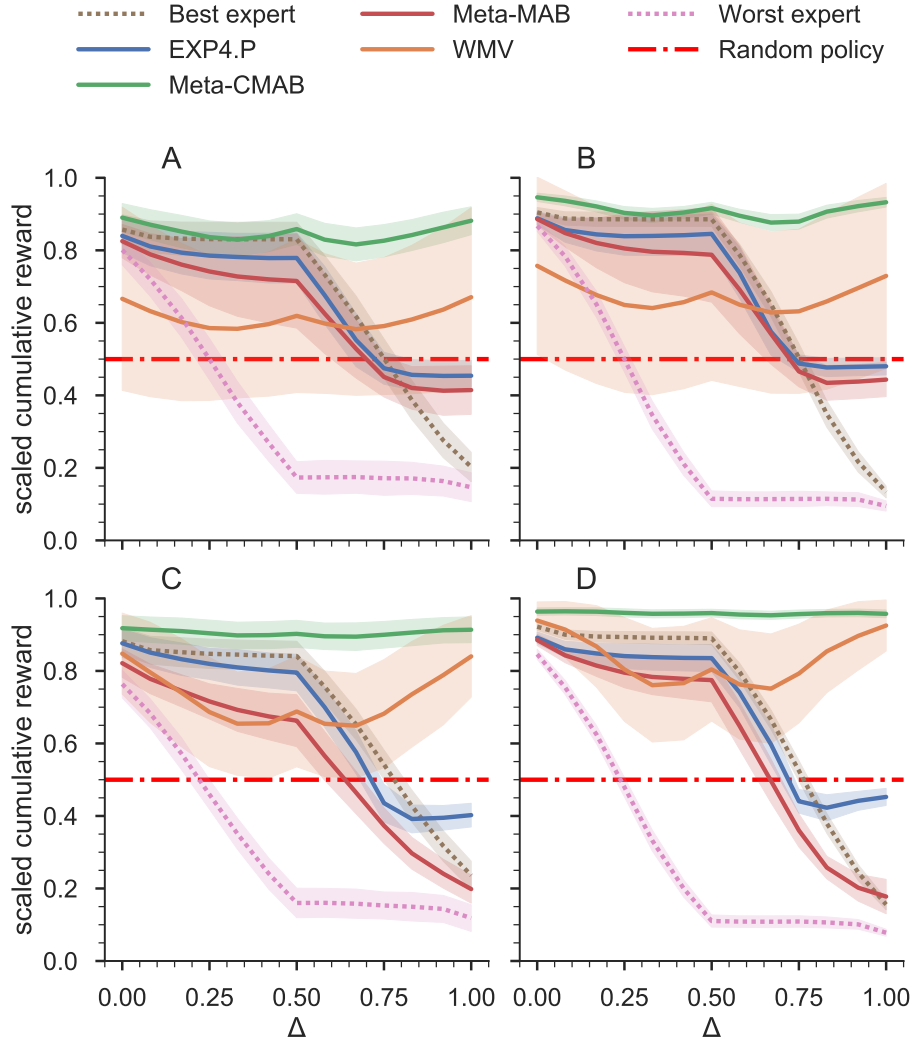 Best expert
Meta-MAB
Worst expert
EXP4.P
WMV
Random policy
Meta-CMAB
A
B
1.0
0.8
0.6
0.4
0.2
0.0
scaled cumulative reward
C
D
1.0
0.8
0.6
0.4
0.2
0.0
scaled cumulative reward
0.00 0.25 0.50 0.75 1.00
0.00 0.25 0.50 0.75 1.00
Δ
Δ